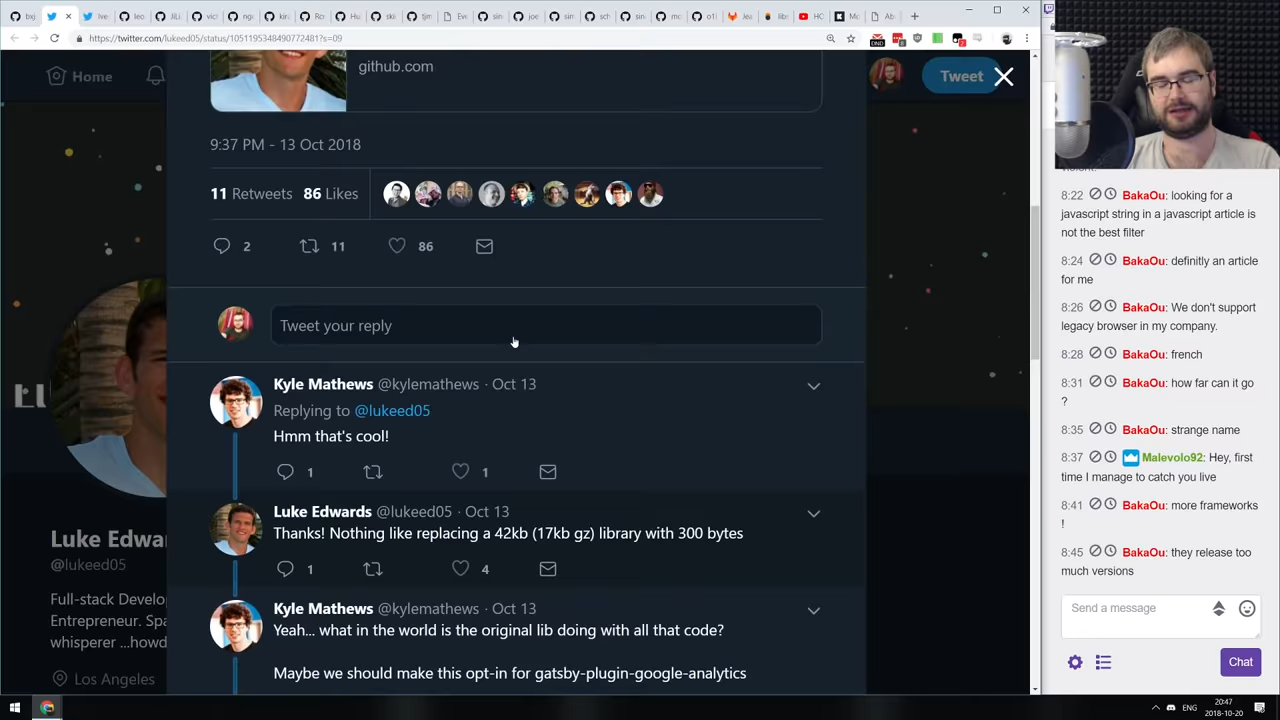 https://twitter.com/lukeed05/status/1051195348490772481?s=09
Home
github.com
Tweet
9:37 PM - 13 Oct 2018
11 Retweets 86 Likes
2 11 86
Tweet your reply
Kyle Mathews @kylemathews · Oct 13
Replying to @lukeed05
Hmm that's cool!
1 1
Luke Edwards @lukeed05 · Oct 13
Thanks! Nothing like replacing a 42kb (17kb gz) library with 300 bytes
1 4
Kyle Mathews @kylemathews · Oct 13
Yeah... what in the world is the original lib doing with all that code?
Maybe we should make this opt-in for gatsby-plugin-google-analytics
Luke Edwar
@lukeed05
Full-stack Develo
Entrepreneur. Spa
whisperer ...howd
Los Angeles
8:22 BakaOu: looking for a
javascript string in a javascript article is
not the best filter
8:24 BakaOu: definitly an article
for me
8:26 BakaOu: We don't support
legacy browser in my company.
8:28 BakaOu: french
8:31 BakaOu: how far can it go
?
8:35 BakaOu: strange name
8:37 Malevolo92: Hey, first
time I manage to catch you live
8:41 BakaOu: more frameworks
!
8:45 BakaOu: they release too
much versions
Send a message
Chat
ENG
20:47
2018-10-20